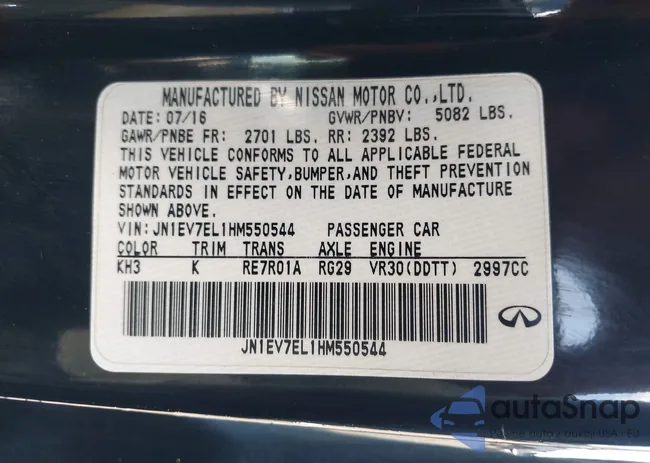 MANUFACTURED BY NISSAN MOTOR CO.,LTD.
DATE: 07/16 GVWR/PNBV: 5082 LBS.
GAWR/PNBE FR: 2701 LBS. RR: 2392 LBS.
THIS VEHICLE CONFORMS TO ALL APPLICABLE FEDERAL
MOTOR VEHICLE SAFETY,BUMPER,AND THEFT PREVENTION
STANDARDS IN EFFECT ON THE DATE OF MANUFACTURE
SHOWN ABOVE.
VIN:JN1EV7EL1HM550544 PASSENGER CAR
COLOR TRIM TRANS AXLE ENGINE
KH3 K RE7R01A RG29 VR30(DDTT) 2997CC
JN1EV7EL1HM550544
autoSnap